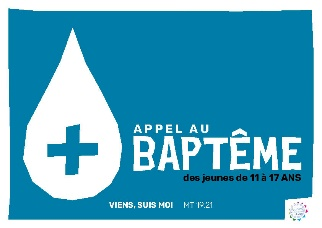 APPEL AU
BAPTÊME
des jeunes de 11 à 17 ANS
VIENS, SUIS MOI MT 19,21